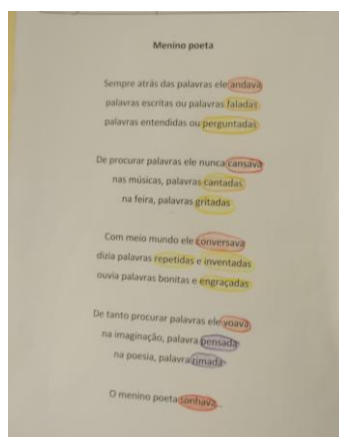 Menino poeta
Sempre atrás das palavras ele andava
palavras escritas ou palavras faladas
palavras entendidas ou perguntadas
De procurar palavras ele nunca cansava
nas músicas, palavras cantadas
na feira, palavras gritadas
Com meio mundo ele conversava
dizia palavras repetidas e inventadas
ouvia palavras bonitas e engraçadas
De tanto procurar palavras ele voava
na imaginação, palavra pensada
na poesia, palavra rimada
O menino poeta sonhava...